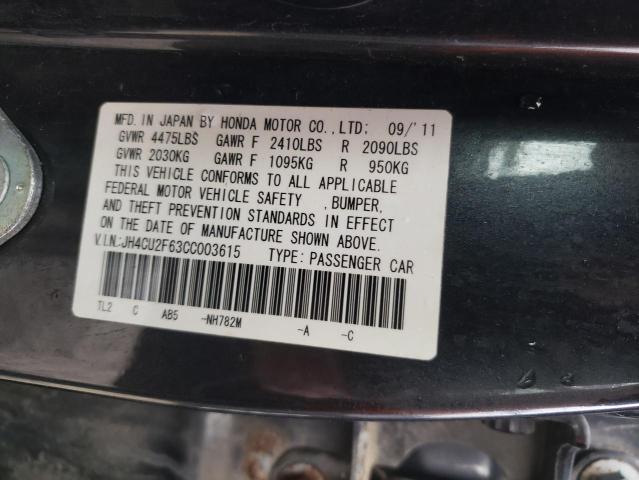 MFD. IN JAPAN BY HONDA MOTOR CO., LTD; 09/'11
GVWR 4475LBS GAWR F 2410LBS R 2090LBS
GVWR 2030KG GAWR F 1095KG R 950KG
THIS VEHICLE CONFORMS TO ALL APPLICABLE
FEDERAL MOTOR VEHICLE SAFETY ,BUMPER,
AND THEFT PREVENTION STANDARDS IN EFFECT
ON THE DATE OF MANUFACTURE SHOWN ABOVE.
V.I.N.:JH4CU2F63CC003615 TYPE: PASSENGER CAR
TL2 C AB5 -NH782M -A -C